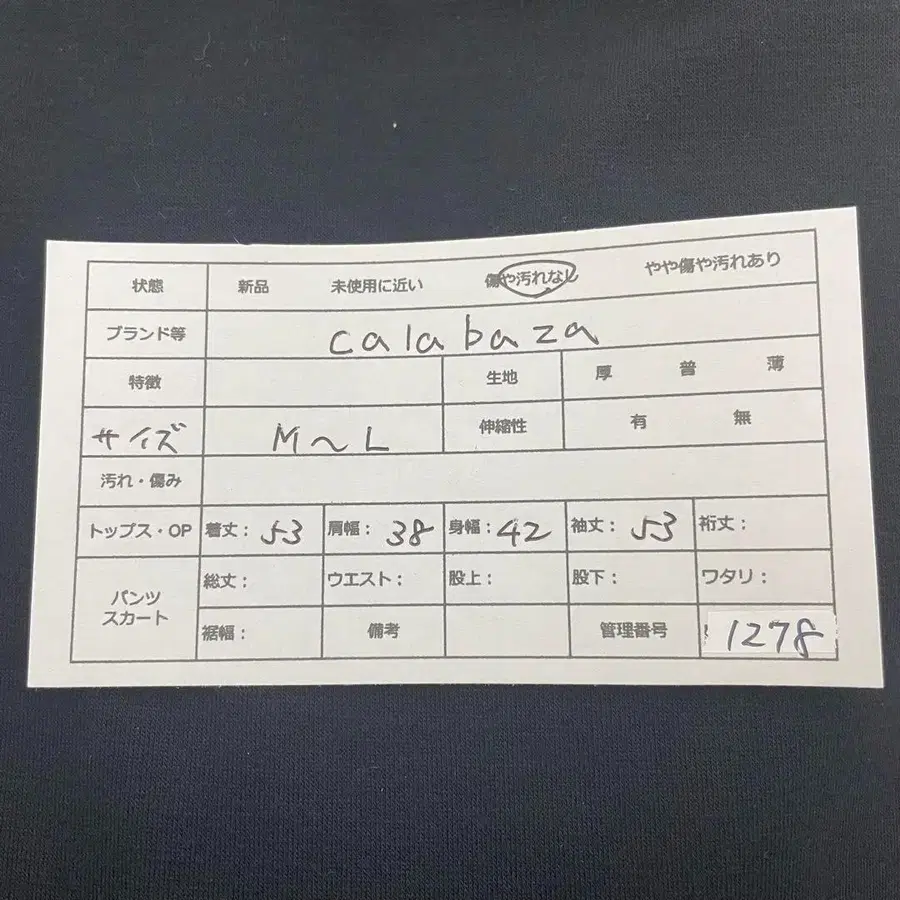 状態 新品 未使用に近い 傷や汚れなし やや傷や汚れあり
ブランド等 calabaza
特徴 生地 厚 普 薄
サイズ M～L 伸縮性 有 無
汚れ・傷み
トップス・OP 着丈: 53 肩幅: 38 身幅: 42 袖丈: 53 裄丈:
パンツ スカート 総丈: ウエスト: 股上: 股下: ワタリ:
裾幅: 備考 管理番号 1278